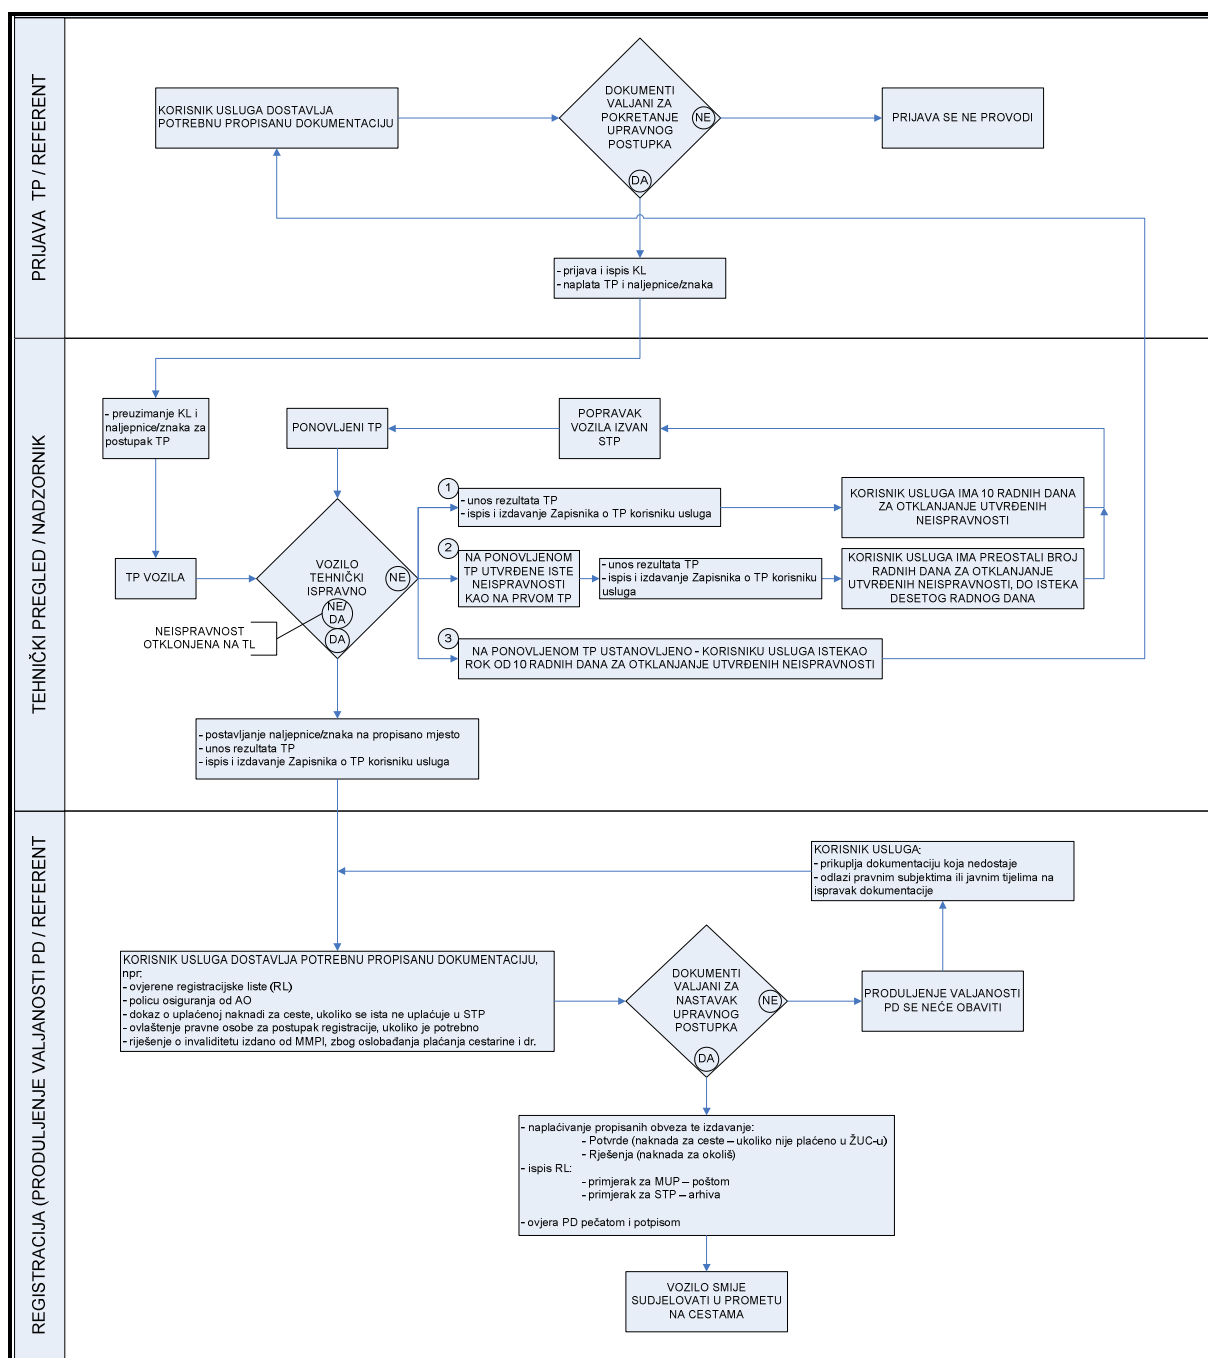 PRIJAVA TP / REFERENT
KORISNIK USLUGA DOSTAVLJA
POTREBNU PROPISANU DOKUMENTACIJU
DOKUMENTI
VALJANI ZA
POKRETANJE
UPRAVNOG
POSTUPKA
NE
DA
PRIJAVA SE NE PROVODI
- prijava i ispis KL
- naplata TP i naljepnice/znaka
TEHNIČKI PREGLED / NADZORNIK
- preuzimanje KL i
naljepnice/znaka za
postupak TP
PONOVLJENI TP
POPRAVAK
VOZILA IZVAN
STP
TP VOZILA
VOZILO
TEHNIČKI
ISPRAVNO
NE
NE/
DA
DA
NEISPRAVNOST
OTKLONJENA NA TL
1
- unos rezultata TP
- ispis i izdavanje Zapisnika o TP korisniku usluga
KORISNIK USLUGA IMA 10 RADNIH DANA
ZA OTKLANJANJE UTVRĐENIH
NEISPRAVNOSTI
2
NA PONOVLJENOM
TP UTVRĐENE ISTE
NEISPRAVNOSTI
KAO NA PRVOM TP
- unos rezultata TP
- ispis i izdavanje Zapisnika o TP korisniku
usluga
KORISNIK USLUGA IMA PREOSTALI BROJ
RADNIH DANA ZA OTKLANJANJE
UTVRĐENIH NEISPRAVNOSTI, DO ISTEKA
DESETOG RADNOG DANA
3
NA PONOVLJENOM TP USTANOVLJENO - KORISNIKU USLUGA ISTEKAO
ROK OD 10 RADNIH DANA ZA OTKLANJANJE UTVRĐENIH NEISPRAVNOSTI
- postavljanje naljepnice/znaka na propisano mjesto
- unos rezultata TP
- ispis i izdavanje Zapisnika o TP korisniku usluga
REGISTRACIJA (PRODULJENJE VALJANOSTI PD / REFERENT
KORISNIK USLUGA:
- prikuplja dokumentaciju koja nedostaje
- odlazi pravnim subjektima ili javnim tijelima na
ispravak dokumentacije
KORISNIK USLUGA DOSTAVLJA POTREBNU PROPISANU DOKUMENTACIJU,
npr:
- ovjerene registracijske liste (RL)
- policu osiguranja od AO
- dokaz o uplaćenoj naknadi za ceste, ukoliko se ista ne uplaćuje u STP
- ovlaštenje pravne osobe za postupak registracije, ukoliko je potrebno
- riješenje o invaliditetu izdano od MMPI, zbog oslobađanja plaćanja cestarine i dr.
DOKUMENTI
VALJANI ZA
NASTAVAK
UPRAVNOG
POSTUPKA
NE
DA
PRODULJENJE VALJANOSTI
PD SE NEĆE OBAVITI
- naplaćivanje propisanih obveza te izdavanje:
- Potvrde (naknada za ceste – ukoliko nije plaćeno u ŽUC-u)
- Rješenja (naknada za okoliš)
- ispis RL:
- primjerak za MUP – poštom
- primjerak za STP – arhiva
- ovjera PD pečatom i potpisom
VOZILO SMIJE
SUDJELOVATI U PROMETU
NA CESTAMA